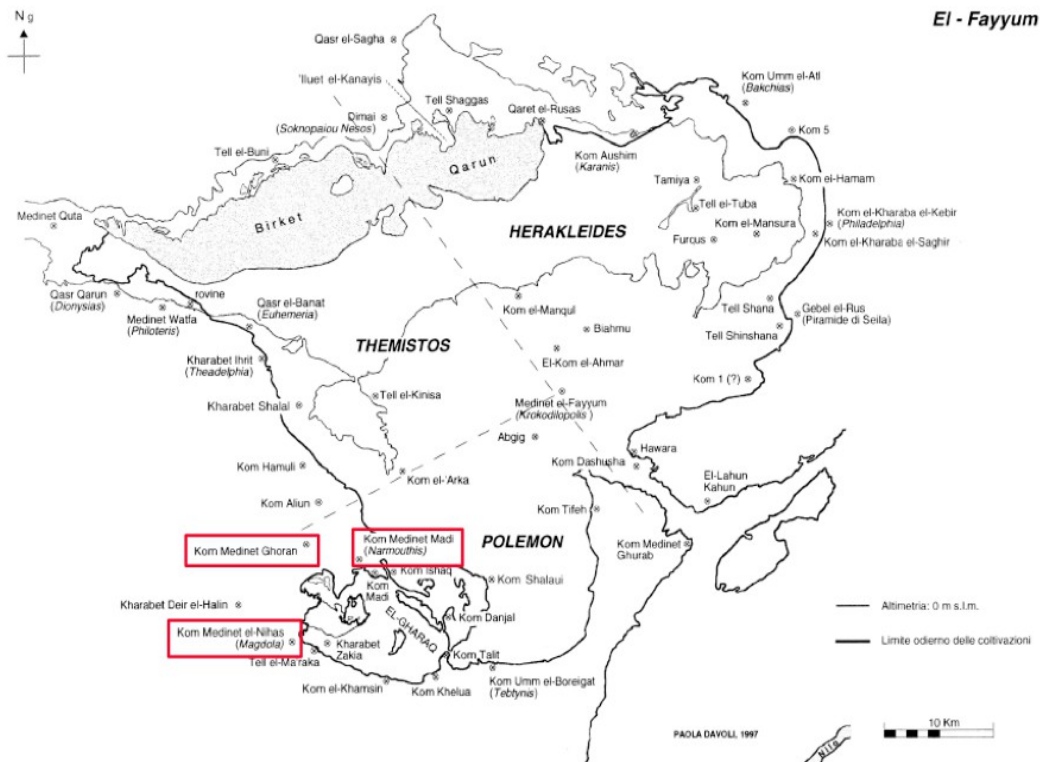 N g
El - Fayyum
Qasr el-Sagha
'Iluet el-Kanayis
Tell Shaggas
Dimai
(Soknopaiou Nesos)
Qaret el-Rusas
Kom Umm el-Atl
(Bakchias)
Kom 5
Tell el-Buni
Qarun
Kom Aushim
(Karanis)
Kom el-Hamam
Tamiya
Tell el-Tuba
Medinet Quta
Birket
HERAKLEIDES
Kom el-Mansura
Furqus
Kom el-Kharaba el-Kebir
(Philadelphia)
Kom el-Kharaba el-Saghir
Qasr Qarun
(Dionysias)
rovine
Medinet Watfa
(Philoteris)
Qasr el-Banat
(Euhemeria)
Kom el-Manqul
Tell Shana
Gebel el-Rus
(Piramide di Seila)
Biahmu
Tell Shinshana
THEMISTOS
El-Kom el-Ahmar
Kharabet Ihrit
(Theadelphia)
Kom 1 (?)
Tell el-Kinisa
Kharabet Shalal
Medinet el-Fayyum
(Krokodilopolis)
Abgig
Hawara
Kom Hamuli
Kom el-'Arka
Kom Dashusha
El-Lahun
Kahun
Kom Aliun
Kom Tifeh
Kom Medinet Ghoran
Kom Medinet Madi
(Narmouthis)
POLEMON
Kom Medinet
Ghurab
Kom Ishaq
Kom
Madi
Kom Shalaui
Kharabet Deir el-Halin
Kom Danjal
EL-GHARAQ
Kom Medinet el-Nihas
(Magdola)
Kharabet
Zakia
Tell el-Ma'raka
Kom Talit
Kom el-Khamsin
Kom Khelua
Kom Umm el-Boreigat
(Tebtynis)
Altimetria: 0 m s.l.m.
Limite odierno delle coltivazioni
10 Km
PAOLA DAVOLI, 1997
Nilo